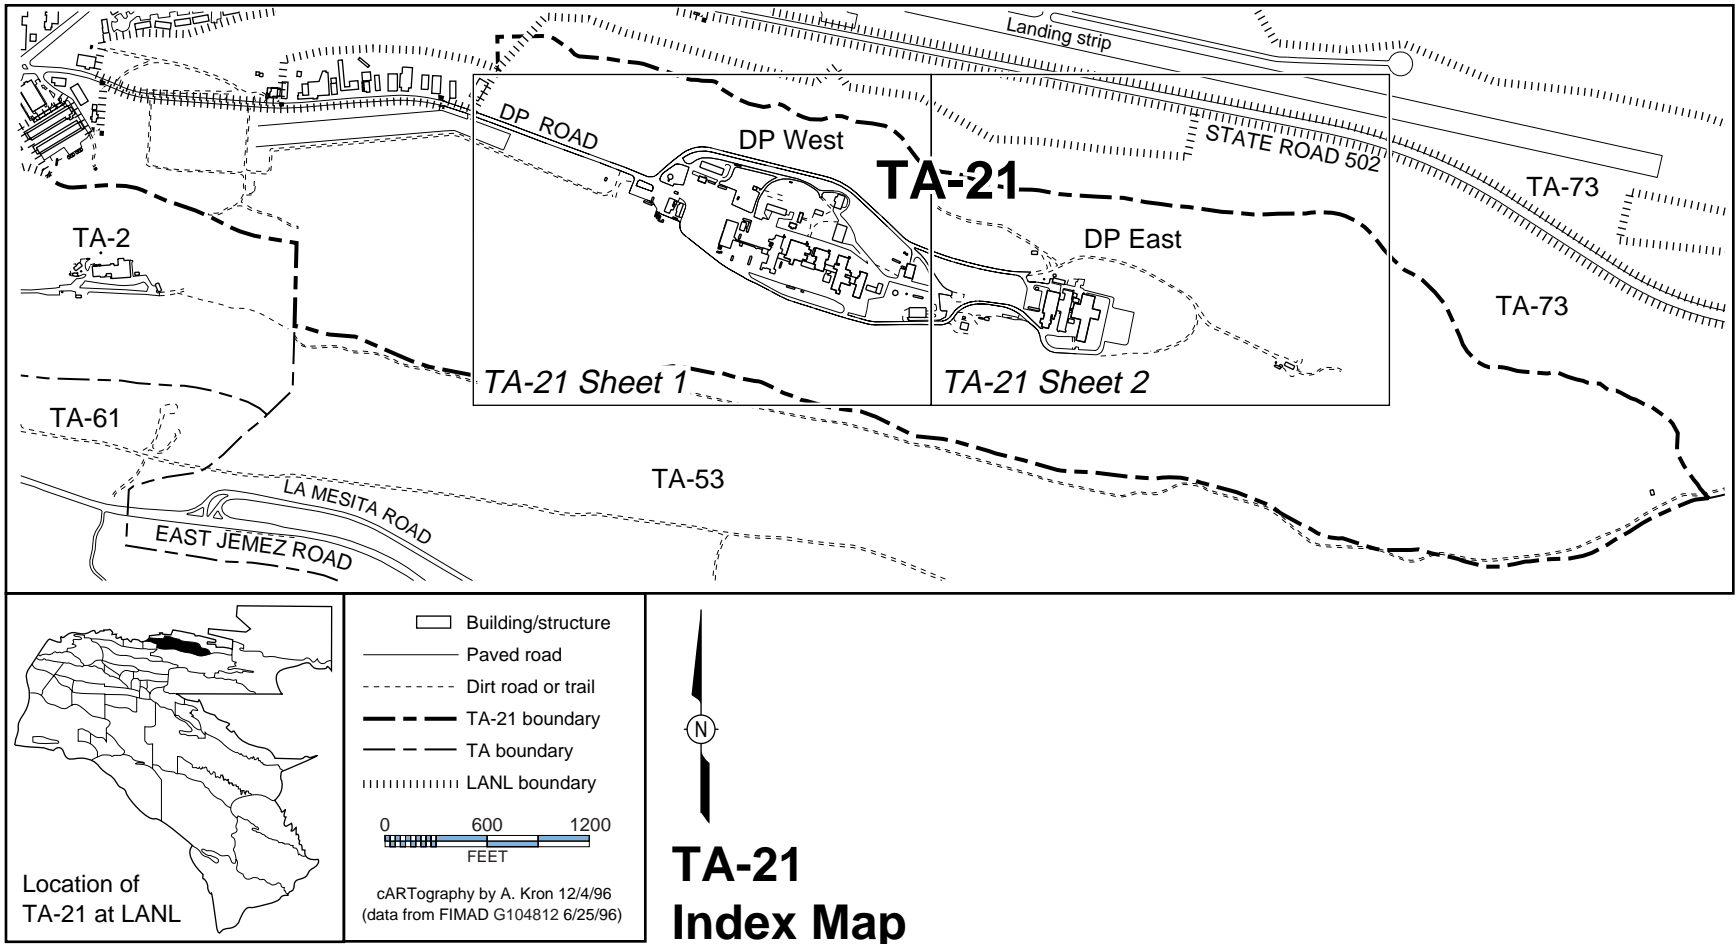 Landing strip
DP ROAD
DP West
STATE ROAD 502
TA-21
TA-73
TA-2
DP East
TA-73
TA-21 Sheet 1
TA-21 Sheet 2
TA-61
TA-53
LA MESITA ROAD
EAST JEMEZ ROAD
Location of
TA-21 at LANL
Building/structure
Paved road
Dirt road or trail
TA-21 boundary
TA boundary
LANL boundary
0 600 1200
FEET
cARTography by A. Kron 12/4/96
(data from FIMAD G104812 6/25/96)
N
TA-21
Index Map